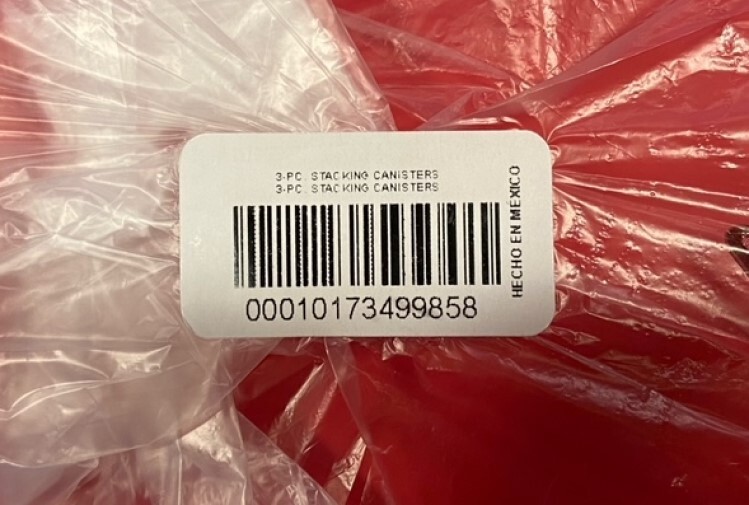 3-PC. STACKING CANISTERS
3-PC. STACKING CANISTERS
00010173499858
HECHO EN MEXICO